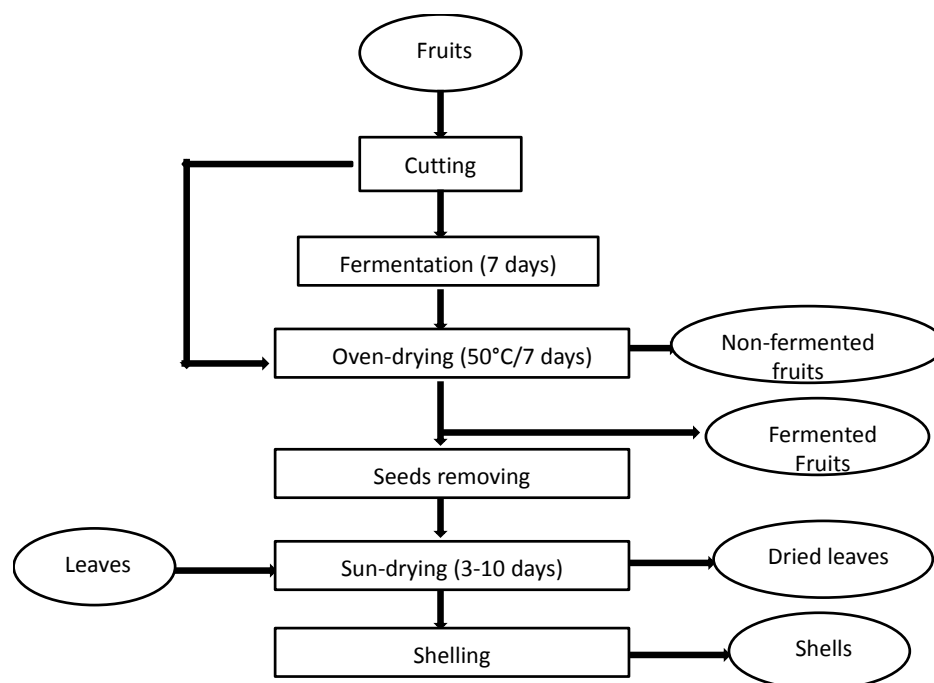 Fruits
Cutting
Fermentation (7 days)
Oven-drying (50°C/7 days)
Non-fermented
fruits
Fermented
Fruits
Seeds removing
Leaves
Sun-drying (3-10 days)
Dried leaves
Shelling
Shells